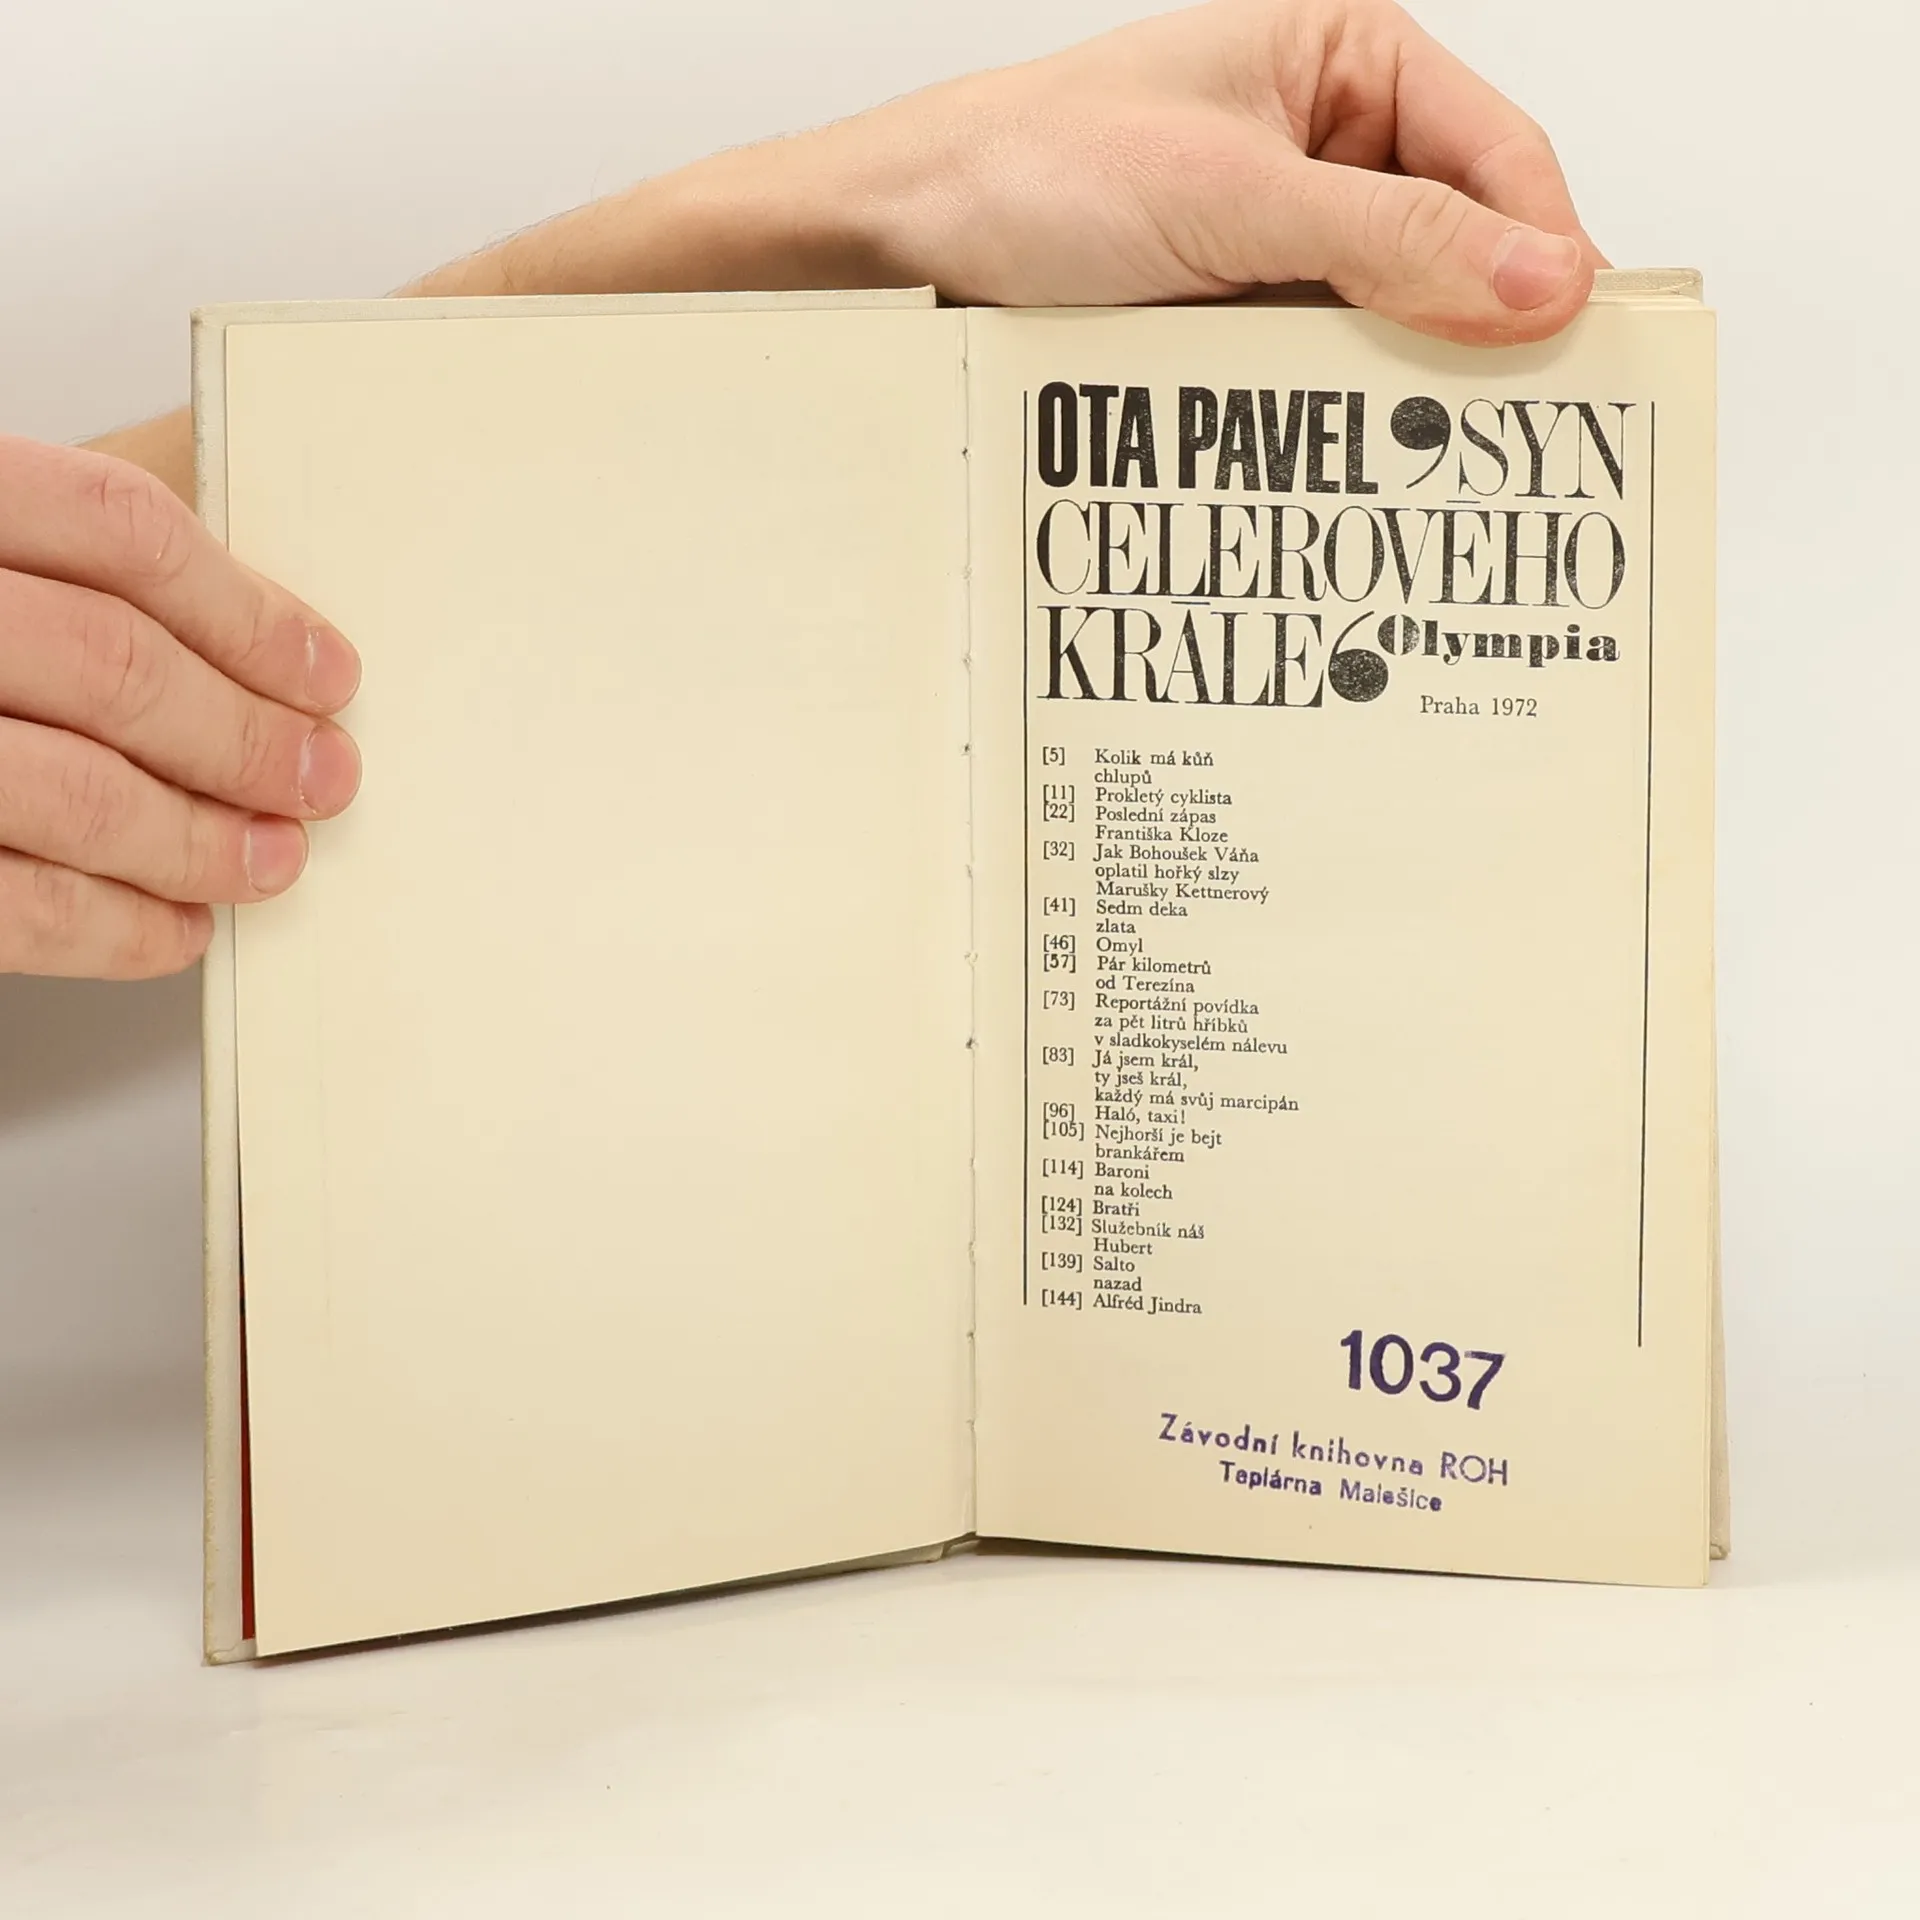 OTA PAVEL ❜SYN
CELEROVÉHO
KRÁLE❛Olympia
Praha 1972
[5] Kolik má kůň
chlupů
[11] Prokletý cyklista
[22] Poslední zápas
Františka Kloze
[32] Jak Bohoušek Váňa
oplatil hořký slzy
Marušky Kettnerový
[41] Sedm deka
zlata
[46] Omyl
[57] Pár kilometrů
od Terezína
[73] Reportážní povídka
za pět litrů hříbků
v sladkokyselém nálevu
[83] Já jsem král,
ty jseš král,
každý má svůj marcipán
[96] Haló, taxi!
[105] Nejhorší je bejt
brankářem
[114] Baroni
na kolech
[124] Bratři
[132] Služebník náš
Hubert
[139] Salto
nazad
[144] Alfréd Jindra
1037
Závodní knihovna ROH
Teplárna Malešice